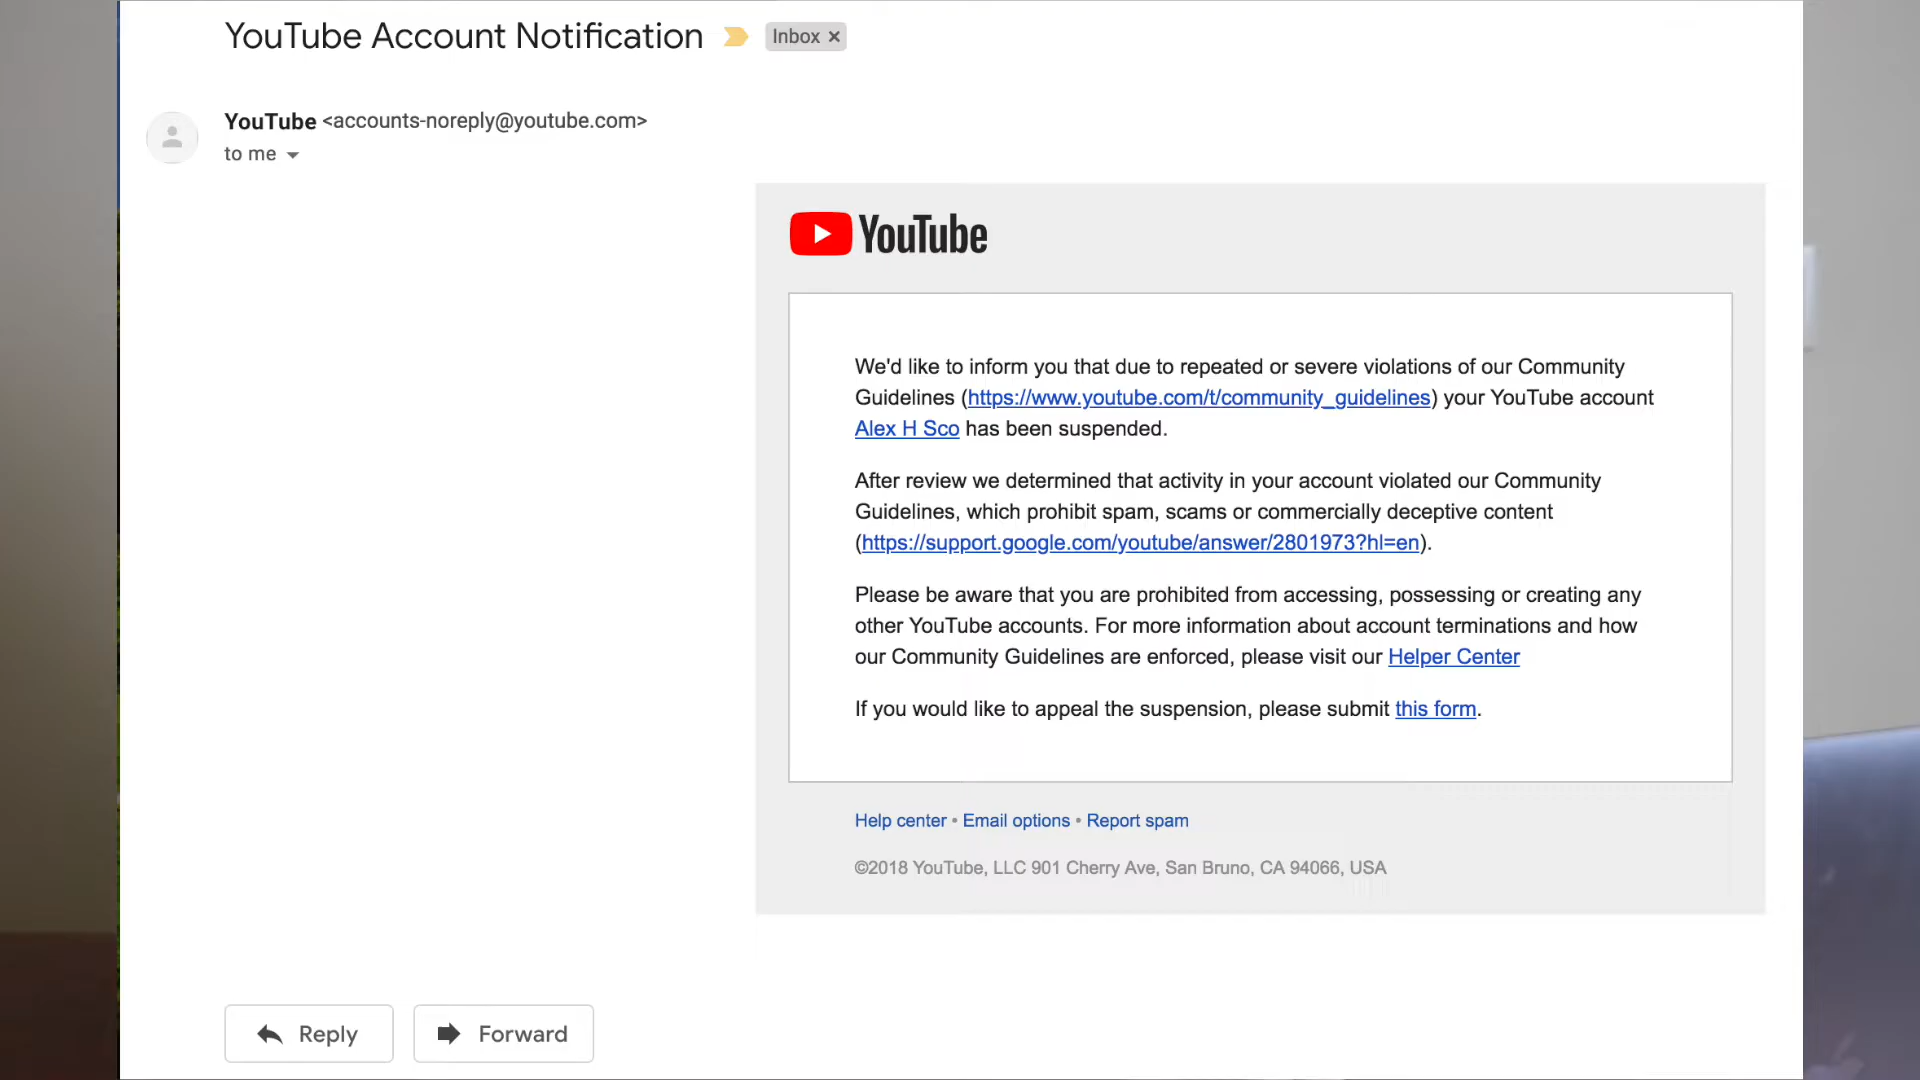 YouTube Account Notification
Inbox ×
YouTube <accounts-noreply@youtube.com>
to me
YouTube
We'd like to inform you that due to repeated or severe violations of our Community
Guidelines (https://www.youtube.com/t/community_guidelines) your YouTube account
Alex H Sco has been suspended.
After review we determined that activity in your account violated our Community
Guidelines, which prohibit spam, scams or commercially deceptive content
(https://support.google.com/youtube/answer/2801973?hl=en).
Please be aware that you are prohibited from accessing, possessing or creating any
other YouTube accounts. For more information about account terminations and how
our Community Guidelines are enforced, please visit our Helper Center
If you would like to appeal the suspension, please submit this form.
Help center • Email options • Report spam
©2018 YouTube, LLC 901 Cherry Ave, San Bruno, CA 94066, USA
Reply
Forward